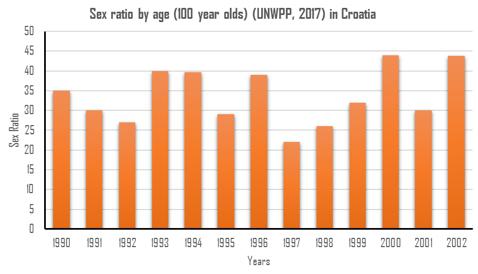 Sex ratio by age (100 year olds) (UNWPP, 2017) in Croatia
50
45
40
35
30
25
20
15
10
5
0
Sex Ratio
1990 1991 1992 1993 1994 1995 1996 1997 1998 1999 2000 2001 2002
Years